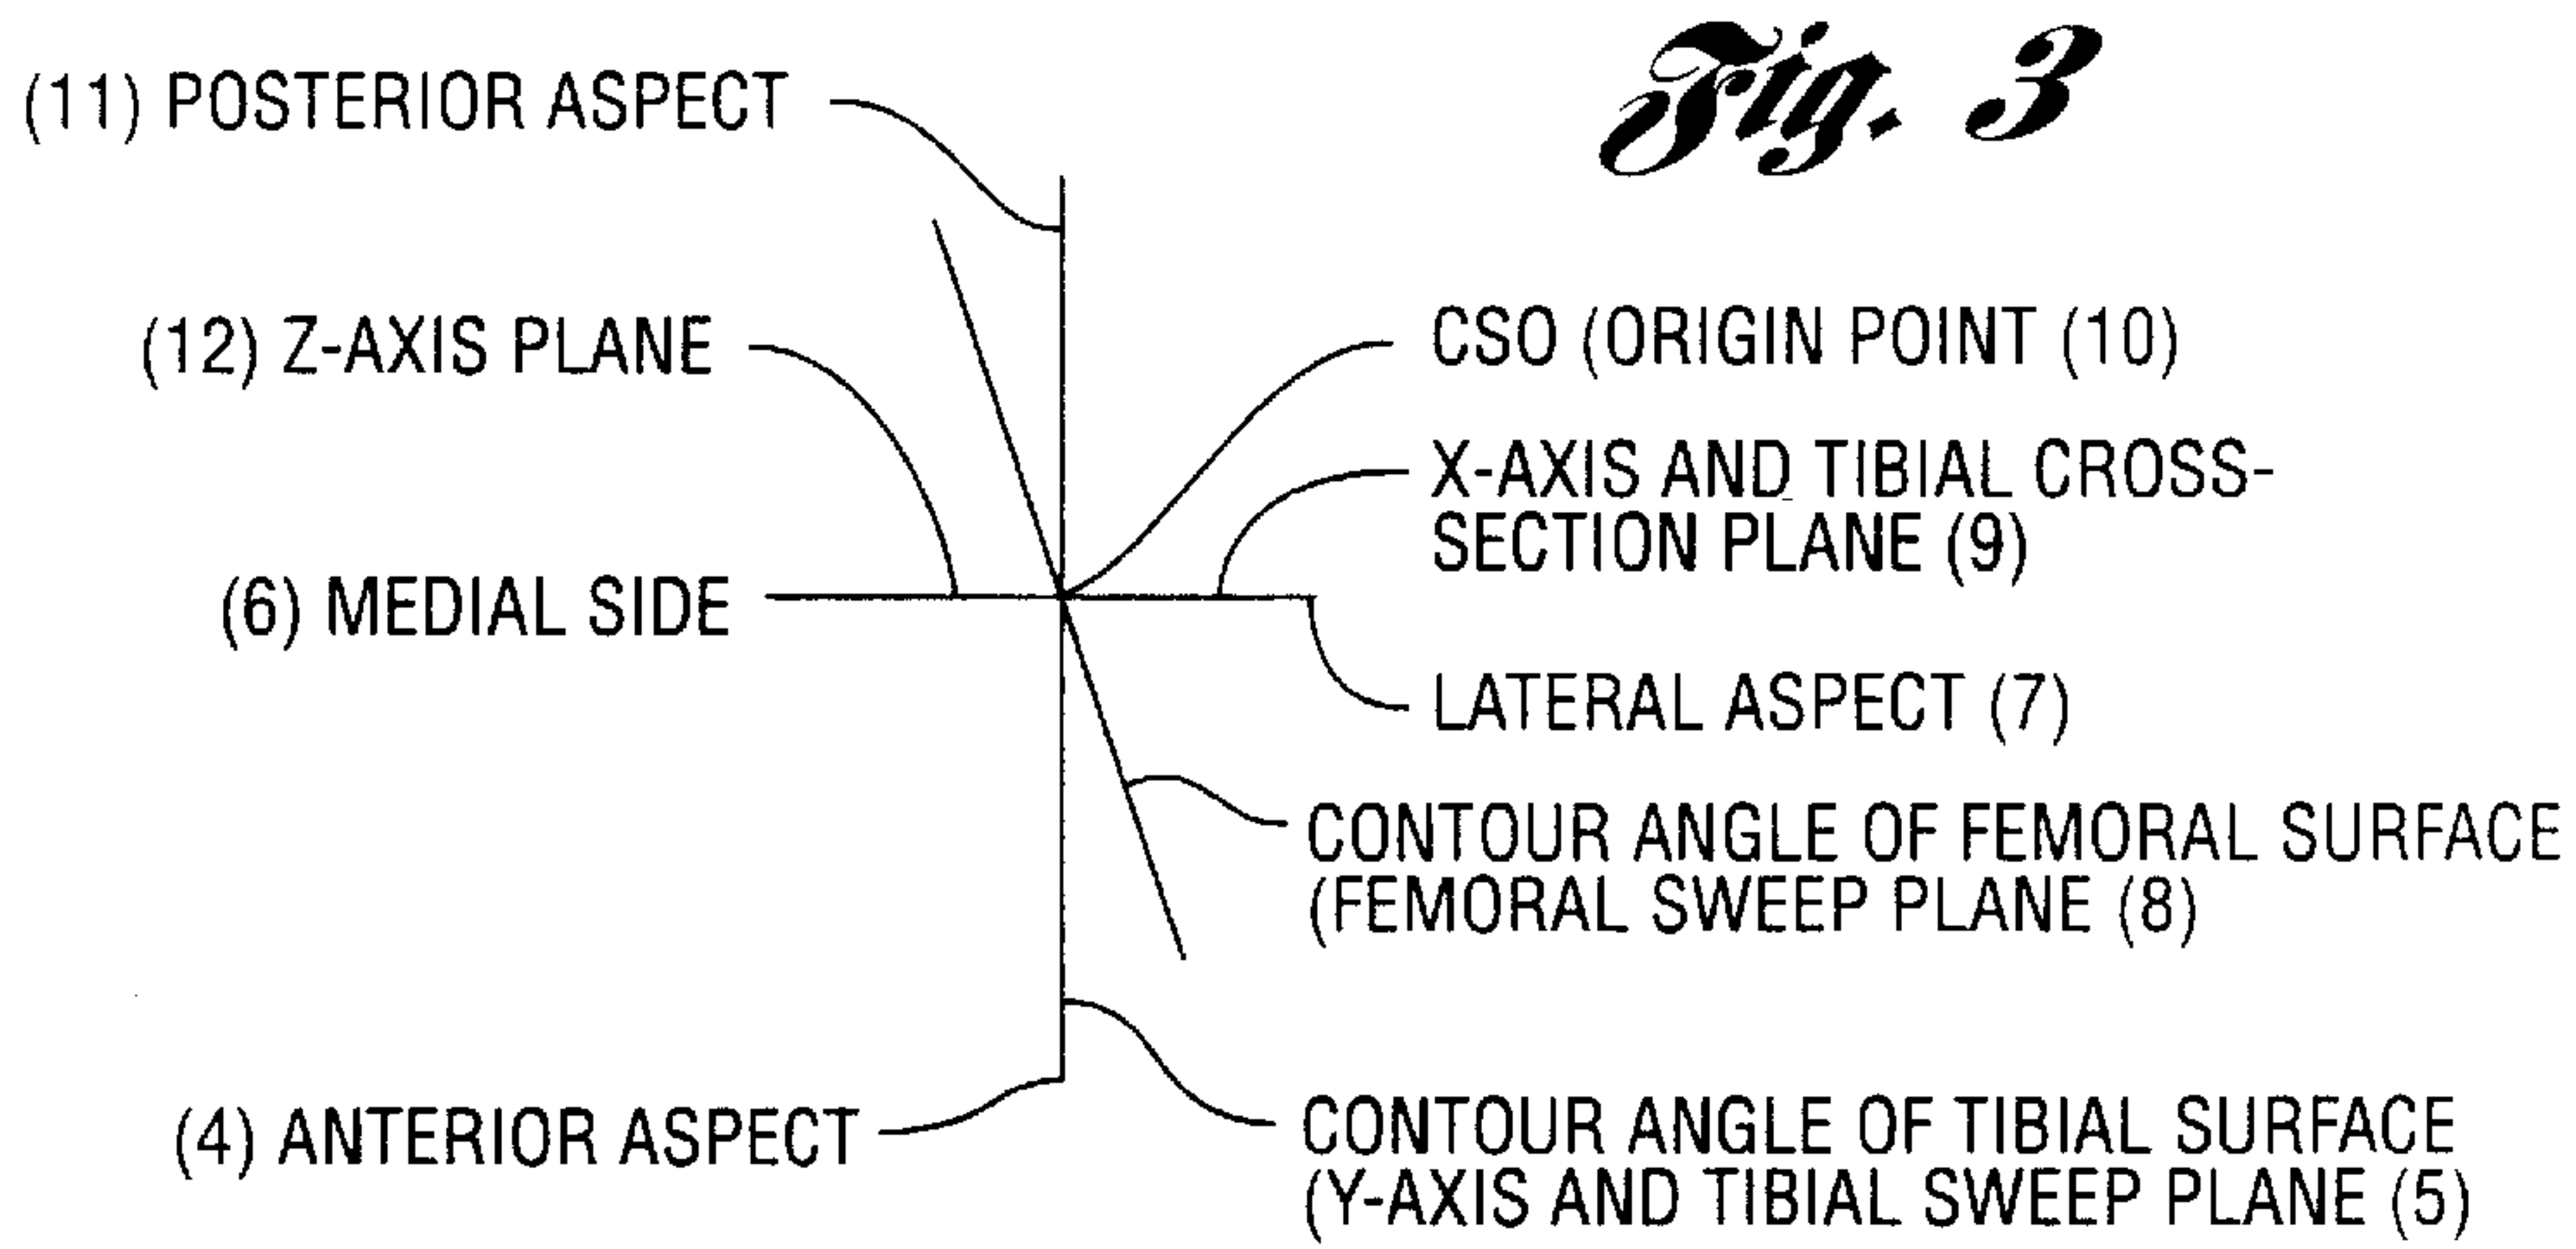 Fig. 3
(11) POSTERIOR ASPECT
(12) Z-AXIS PLANE
CSO (ORIGIN POINT (10)
X-AXIS AND TIBIAL CROSS-
SECTION PLANE (9)
(6) MEDIAL SIDE
LATERAL ASPECT (7)
CONTOUR ANGLE OF FEMORAL SURFACE
(FEMORAL SWEEP PLANE (8)
(4) ANTERIOR ASPECT
CONTOUR ANGLE OF TIBIAL SURFACE
(Y-AXIS AND TIBIAL SWEEP PLANE (5)